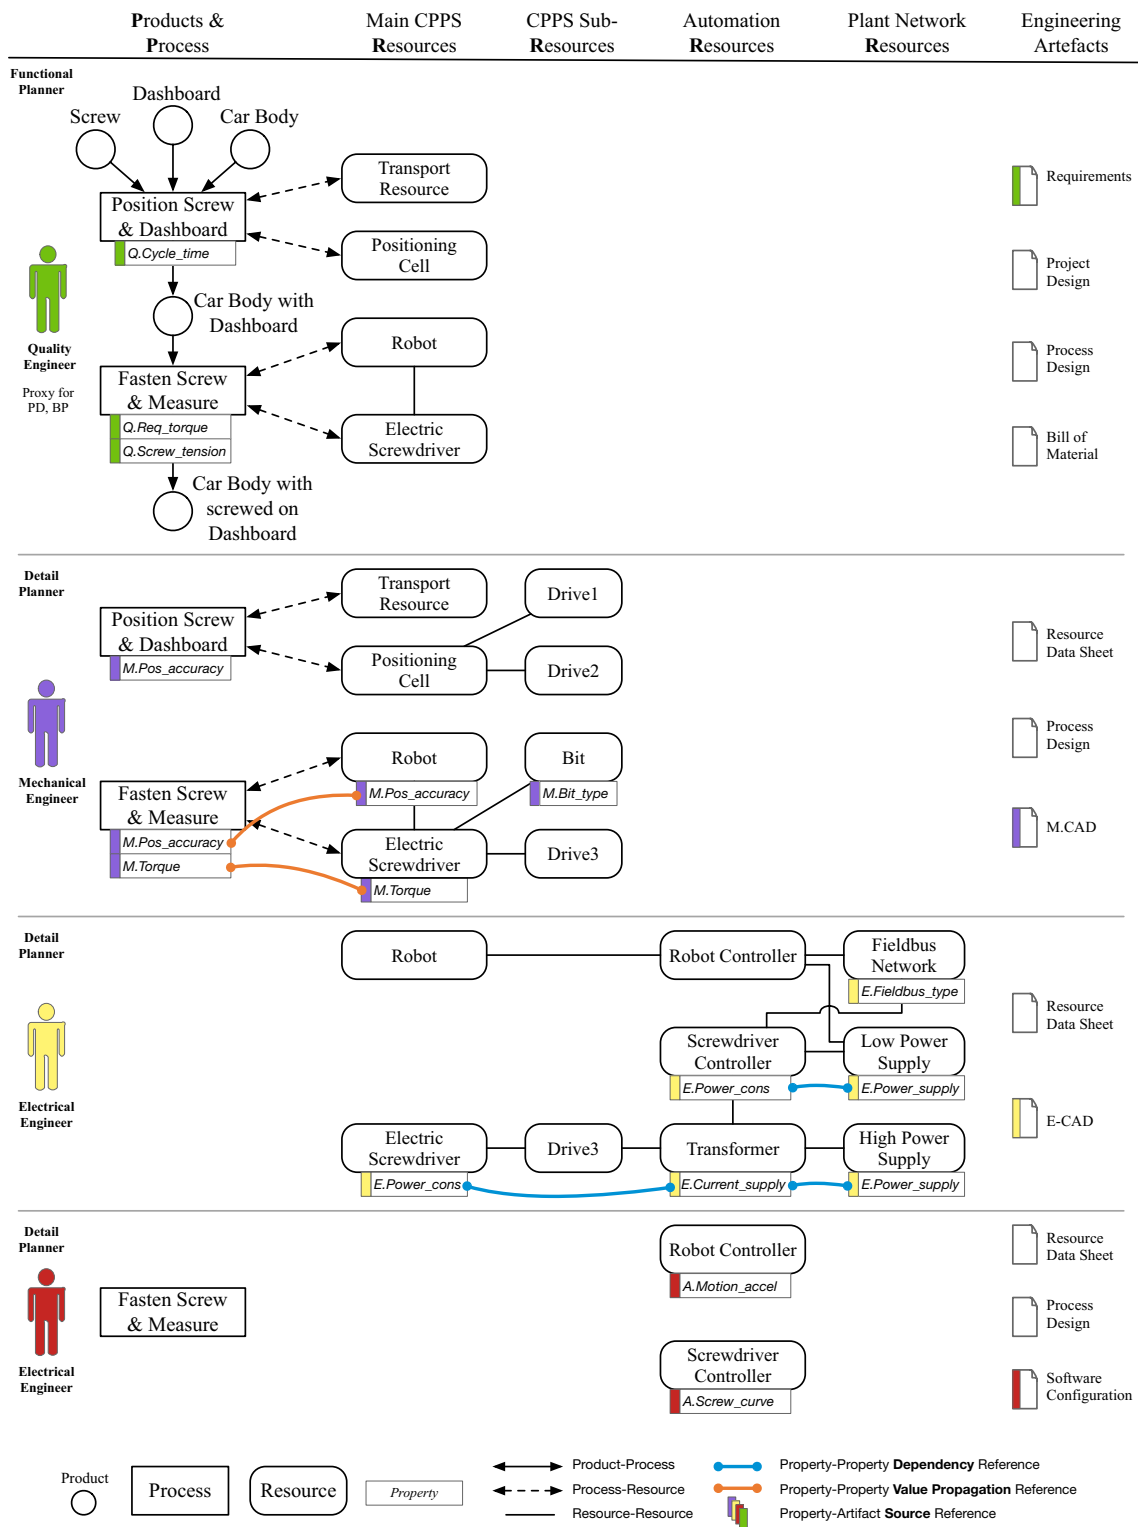 Products &
Process
Main CPPS
Resources
CPPS Sub-
Resources
Automation
Resources
Plant Network
Resources
Engineering
Artefacts
Functional
Planner
Dashboard
Screw
Car Body
Position Screw
& Dashboard
Q.Cycle_time
Transport
Resource
Positioning
Cell
Car Body with
Dashboard
Quality
Engineer
Proxy for
PD, BP
Fasten Screw
& Measure
Q.Req_torque
Q.Screw_tension
Robot
Electric
Screwdriver
Car Body with
screwed on
Dashboard
Requirements
Project
Design
Process
Design
Bill of
Material
Detail
Planner
Position Screw
& Dashboard
M.Pos_accuracy
Transport
Resource
Positioning
Cell
Drive1
Drive2
Mechanical
Engineer
Fasten Screw
& Measure
M.Pos_accuracy
M.Torque
Robot
M.Pos_accuracy
Bit
M.Bit_type
Electric
Screwdriver
M.Torque
Drive3
Resource
Data Sheet
Process
Design
M.CAD
Detail
Planner
Robot
Robot Controller
Fieldbus
Network
E.Fieldbus_type
Screwdriver
Controller
E.Power_cons
Low Power
Supply
E.Power_supply
Electrical
Engineer
Electric
Screwdriver
E.Power_cons
Drive3
Transformer
E.Current_supply
High Power
Supply
E.Power_supply
Resource
Data Sheet
E-CAD
Detail
Planner
Fasten Screw
& Measure
Electrical
Engineer
Robot Controller
A.Motion_accel
Screwdriver
Controller
A.Screw_curve
Resource
Data Sheet
Process
Design
Software
Configuration
Product
Process
Resource
Property
Product-Process
Process-Resource
Resource-Resource
Property-Property Dependency Reference
Property-Property Value Propagation Reference
Property-Artifact Source Reference